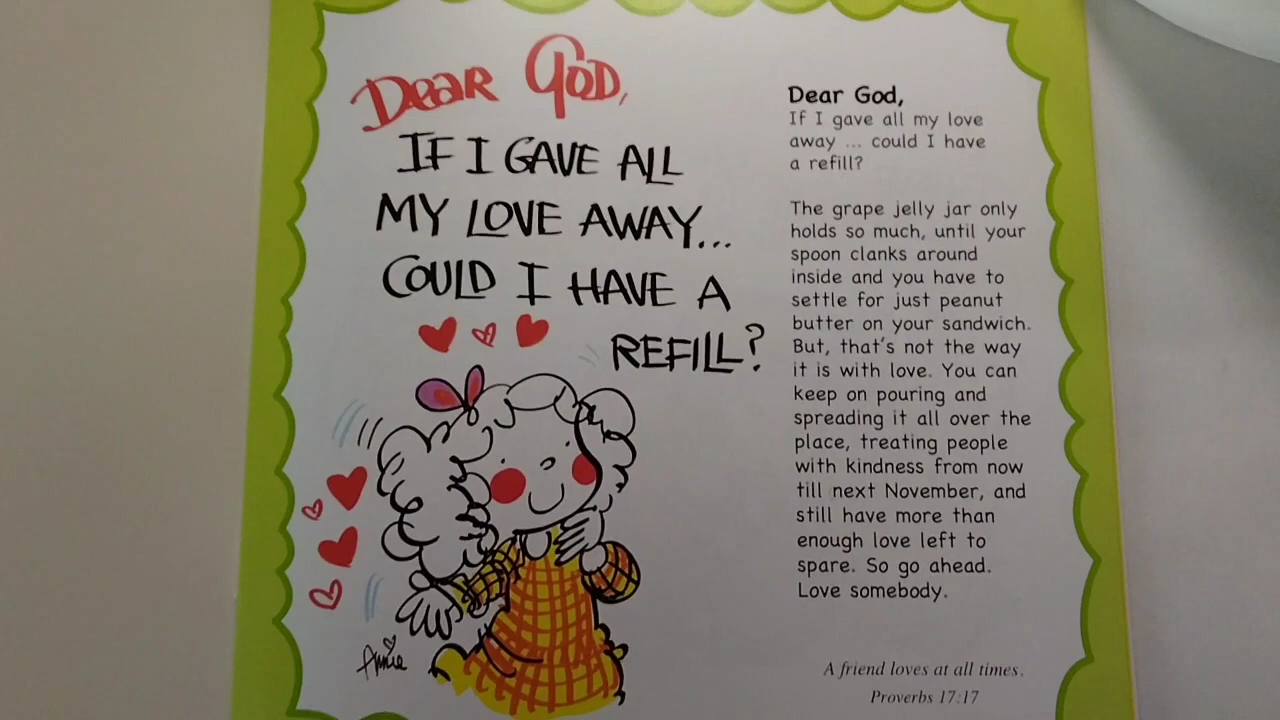 DEAR GOD,
IF I GAVE ALL
MY LOVE AWAY...
COULD I HAVE A
REFILL?
Annie
Dear God,
If I gave all my love
away ... could I have
a refill?
The grape jelly jar only
holds so much, until your
spoon clanks around
inside and you have to
settle for just peanut
butter on your sandwich.
But, that's not the way
it is with love. You can
keep on pouring and
spreading it all over the
place, treating people
with kindness from now
till next November, and
still have more than
enough love left to
spare. So go ahead.
Love somebody.
A friend loves at all times.
Proverbs 17:17